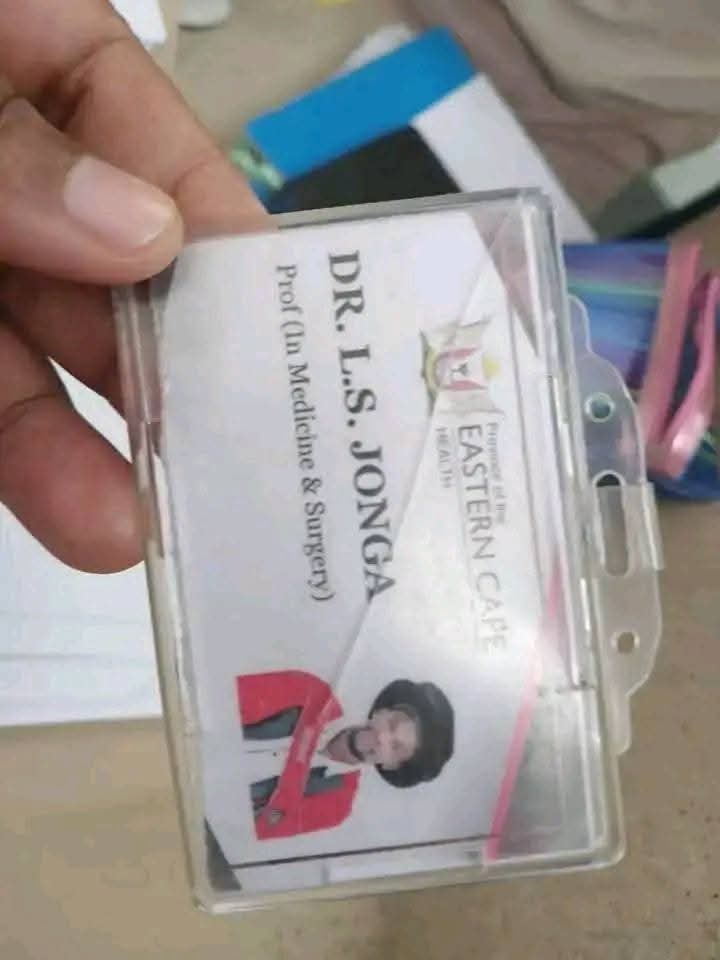 Province of the
EASTERN CAPE
HEALTH
DR. L.S. JONGA
Prof (In Medicine & Surgery)